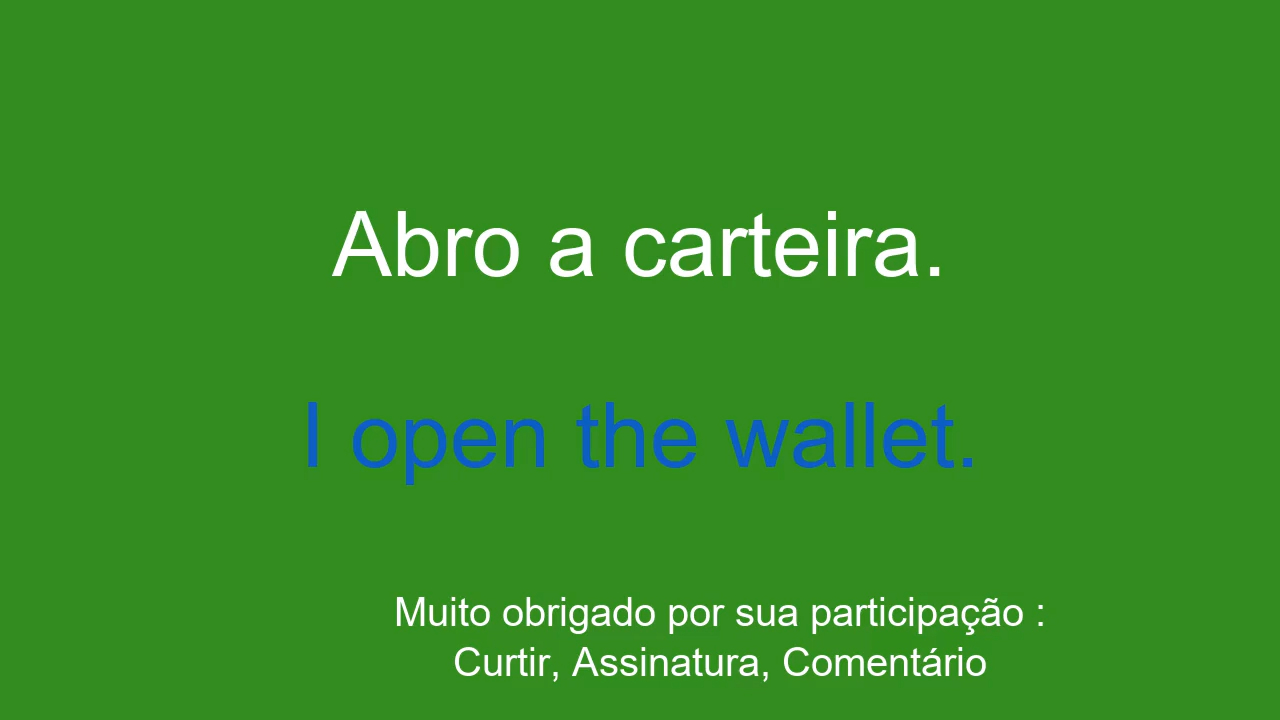 Abro a carteira.
I open the wallet.
Muito obrigado por sua participação :
Curtir, Assinatura, Comentário